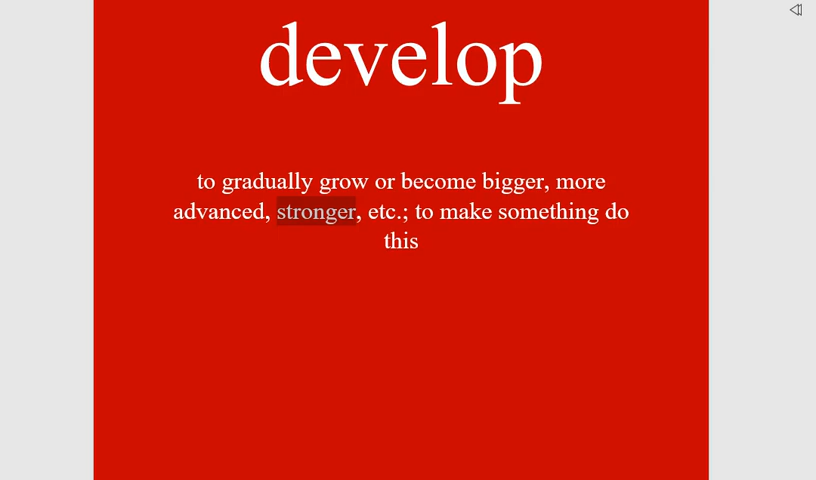 develop
to gradually grow or become bigger, more
advanced, stronger, etc.; to make something do
this